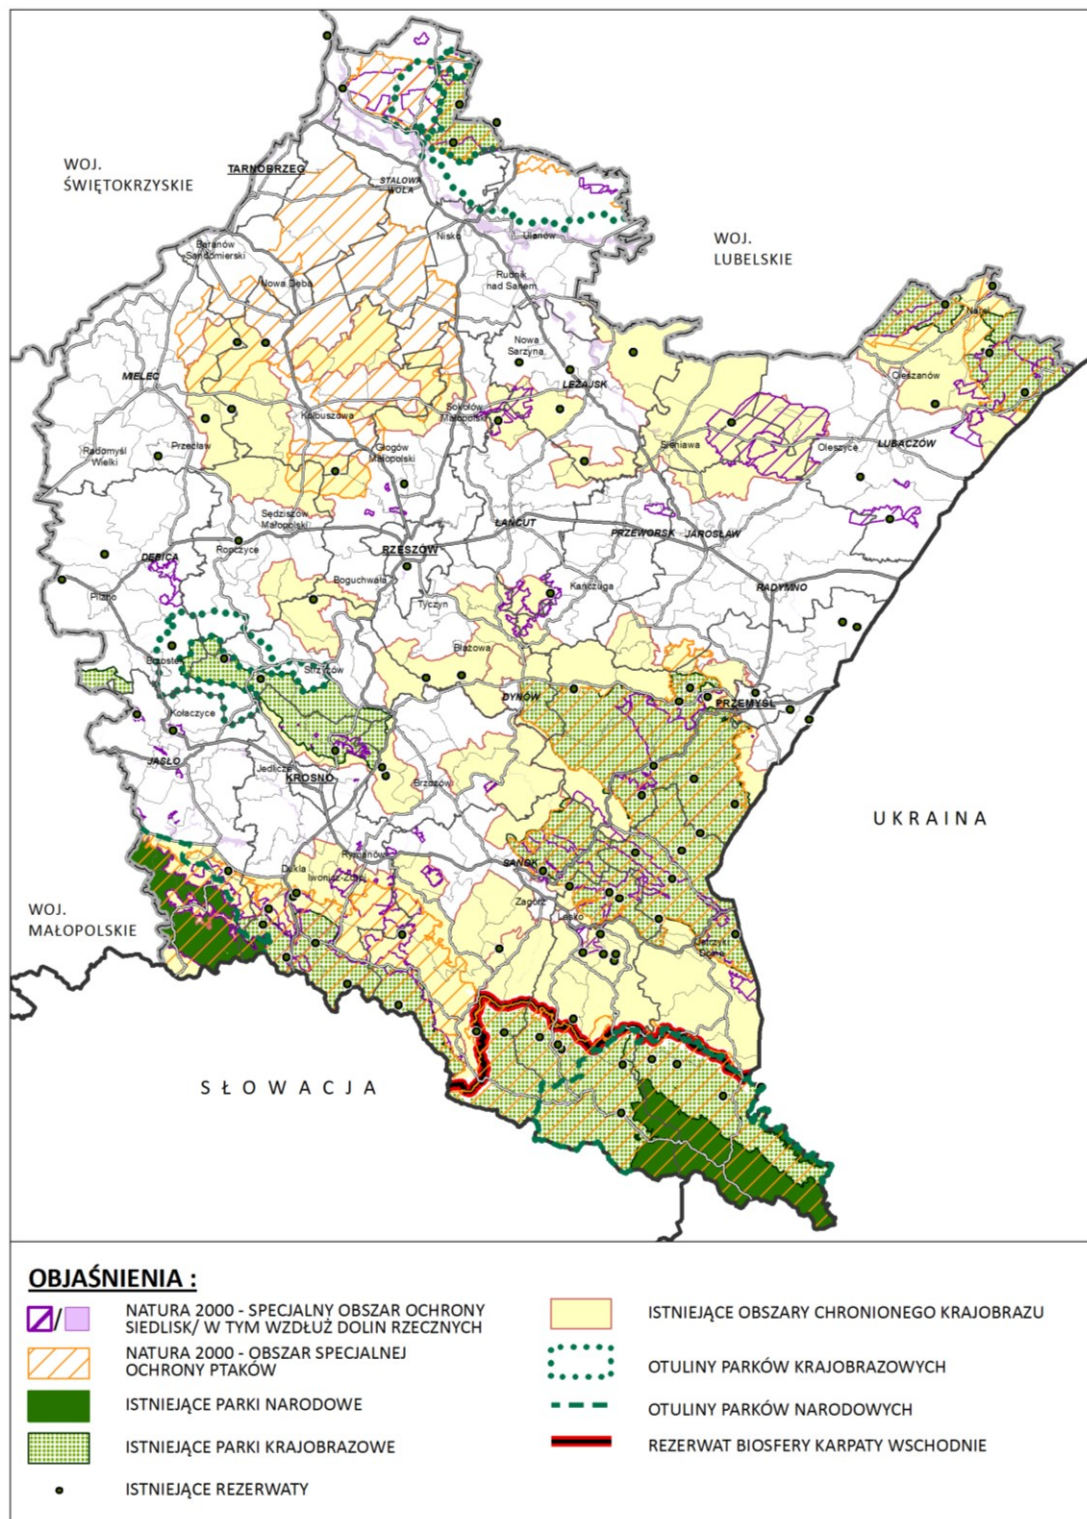 WOJ.
ŚWIĘTOKRZYSKIE
TARNOBRZEG
STALOWA
WOLA
WOJ.
LUBELSKIE
Baranów
Sandomierski
Nisko
Ulanów
Nowa Dęba
Rudnik
nad Sanem
Narol
Nowa
Sarzyna
Cieszanów
MIELEC
LEŻAJSK
Kolbuszowa
Sokołów
Małopolski
Przecław
Głogów
Małopolski
Sieniawa
Oleszyce
LUBACZÓW
Radomyśl
Wielki
Sędziszów
Małopolski
ŁAŃCUT
PRZEWORSK
JAROSŁAW
DĘBICA
Ropczyce
RZESZÓW
Boguchwała
Tyczyn
Kańczuga
RADYMNO
Pilzno
Błażowa
Brzostek
Strzyżów
DYNÓW
PRZEMYŚL
Kołaczyce
JASŁO
Jedlicze
KROSNO
Brzozów
UKRAINA
Rymanów
Dukla
Iwonicz-Zdrój
SANOK
Zagórz
Lesko
WOJ.
MAŁOPOLSKIE
Ustrzyki
Dolne
SŁOWACJA
OBJAŚNIENIA :
/
NATURA 2000 - SPECJALNY OBSZAR OCHRONY
SIEDLISK/ W TYM WZDŁUŻ DOLIN RZECZNYCH
NATURA 2000 - OBSZAR SPECJALNEJ
OCHRONY PTAKÓW
ISTNIEJĄCE PARKI NARODOWE
ISTNIEJĄCE PARKI KRAJOBRAZOWE
ISTNIEJĄCE REZERWATY
ISTNIEJĄCE OBSZARY CHRONIONEGO KRAJOBRAZU
OTULINY PARKÓW KRAJOBRAZOWYCH
OTULINY PARKÓW NARODOWYCH
REZERWAT BIOSFERY KARPATY WSCHODNIE